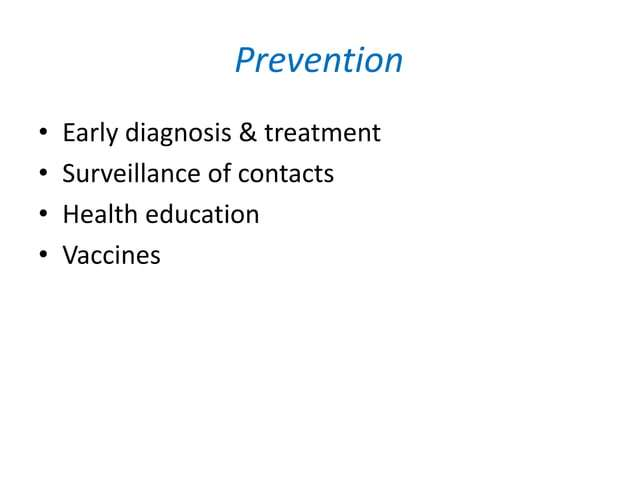 Prevention
• Early diagnosis & treatment
• Surveillance of contacts
• Health education
• Vaccines